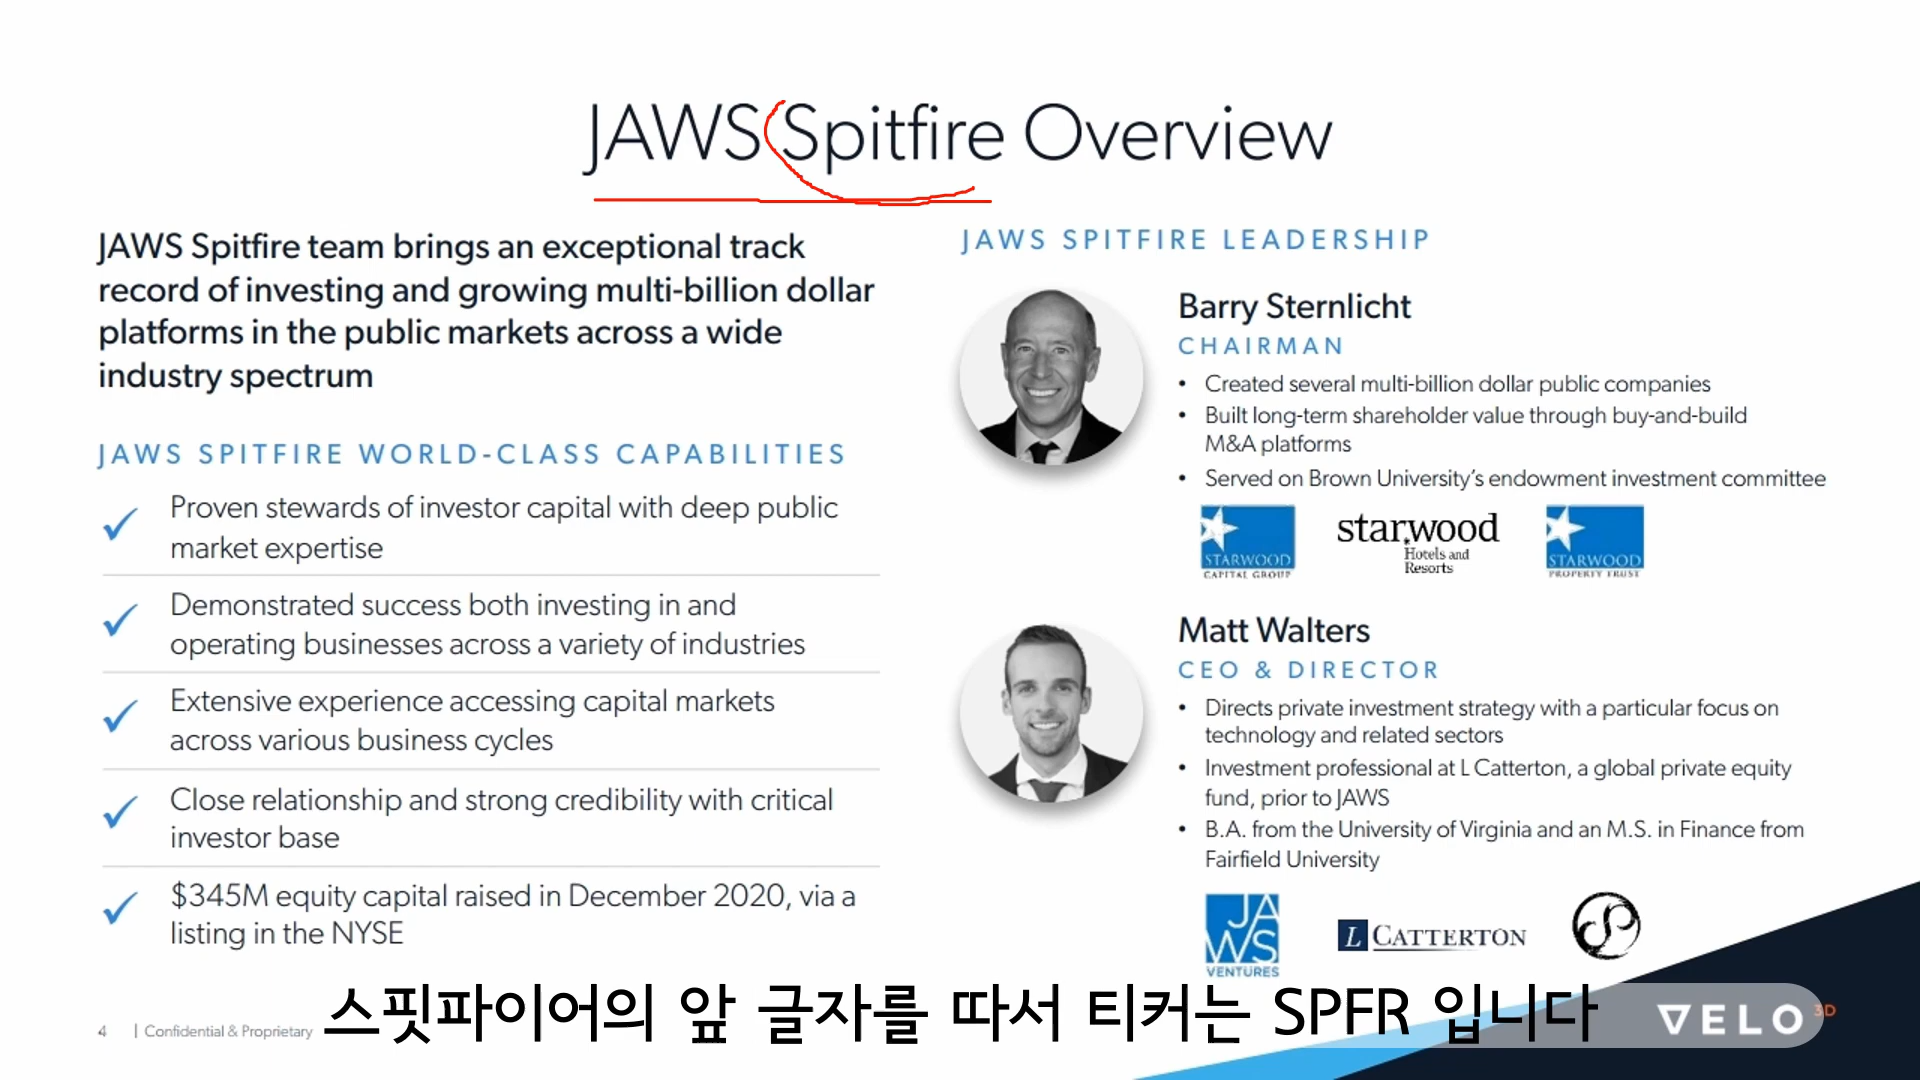 JAWS Spitfire Overview
JAWS Spitfire team brings an exceptional track
record of investing and growing multi-billion dollar
platforms in the public markets across a wide
industry spectrum
JAWS SPITFIRE WORLD-CLASS CAPABILITIES
Proven stewards of investor capital with deep public
market expertise
Demonstrated success both investing in and
operating businesses across a variety of industries
Extensive experience accessing capital markets
across various business cycles
Close relationship and strong credibility with critical
investor base
$345M equity capital raised in December 2020, via a
listing in the NYSE
JAWS SPITFIRE LEADERSHIP
Barry Sternlicht
CHAIRMAN
• Created several multi-billion dollar public companies
• Built long-term shareholder value through buy-and-build
M&A platforms
• Served on Brown University's endowment investment committee
STARWOOD
CAPITAL GROUP
starwood
Hotels and
Resorts
STARWOOD
PROPERTY TRUST
Matt Walters
CEO & DIRECTOR
• Directs private investment strategy with a particular focus on
technology and related sectors
• Investment professional at L Catterton, a global private equity
fund, prior to JAWS
• B.A. from the University of Virginia and an M.S. in Finance from
Fairfield University
JA
WS
VENTURES
L CATTERTON
스핏파이어의 앞 글자를 따서 티커는 SPFR 입니다
4 | Confidential & Proprietary
VELO 3D